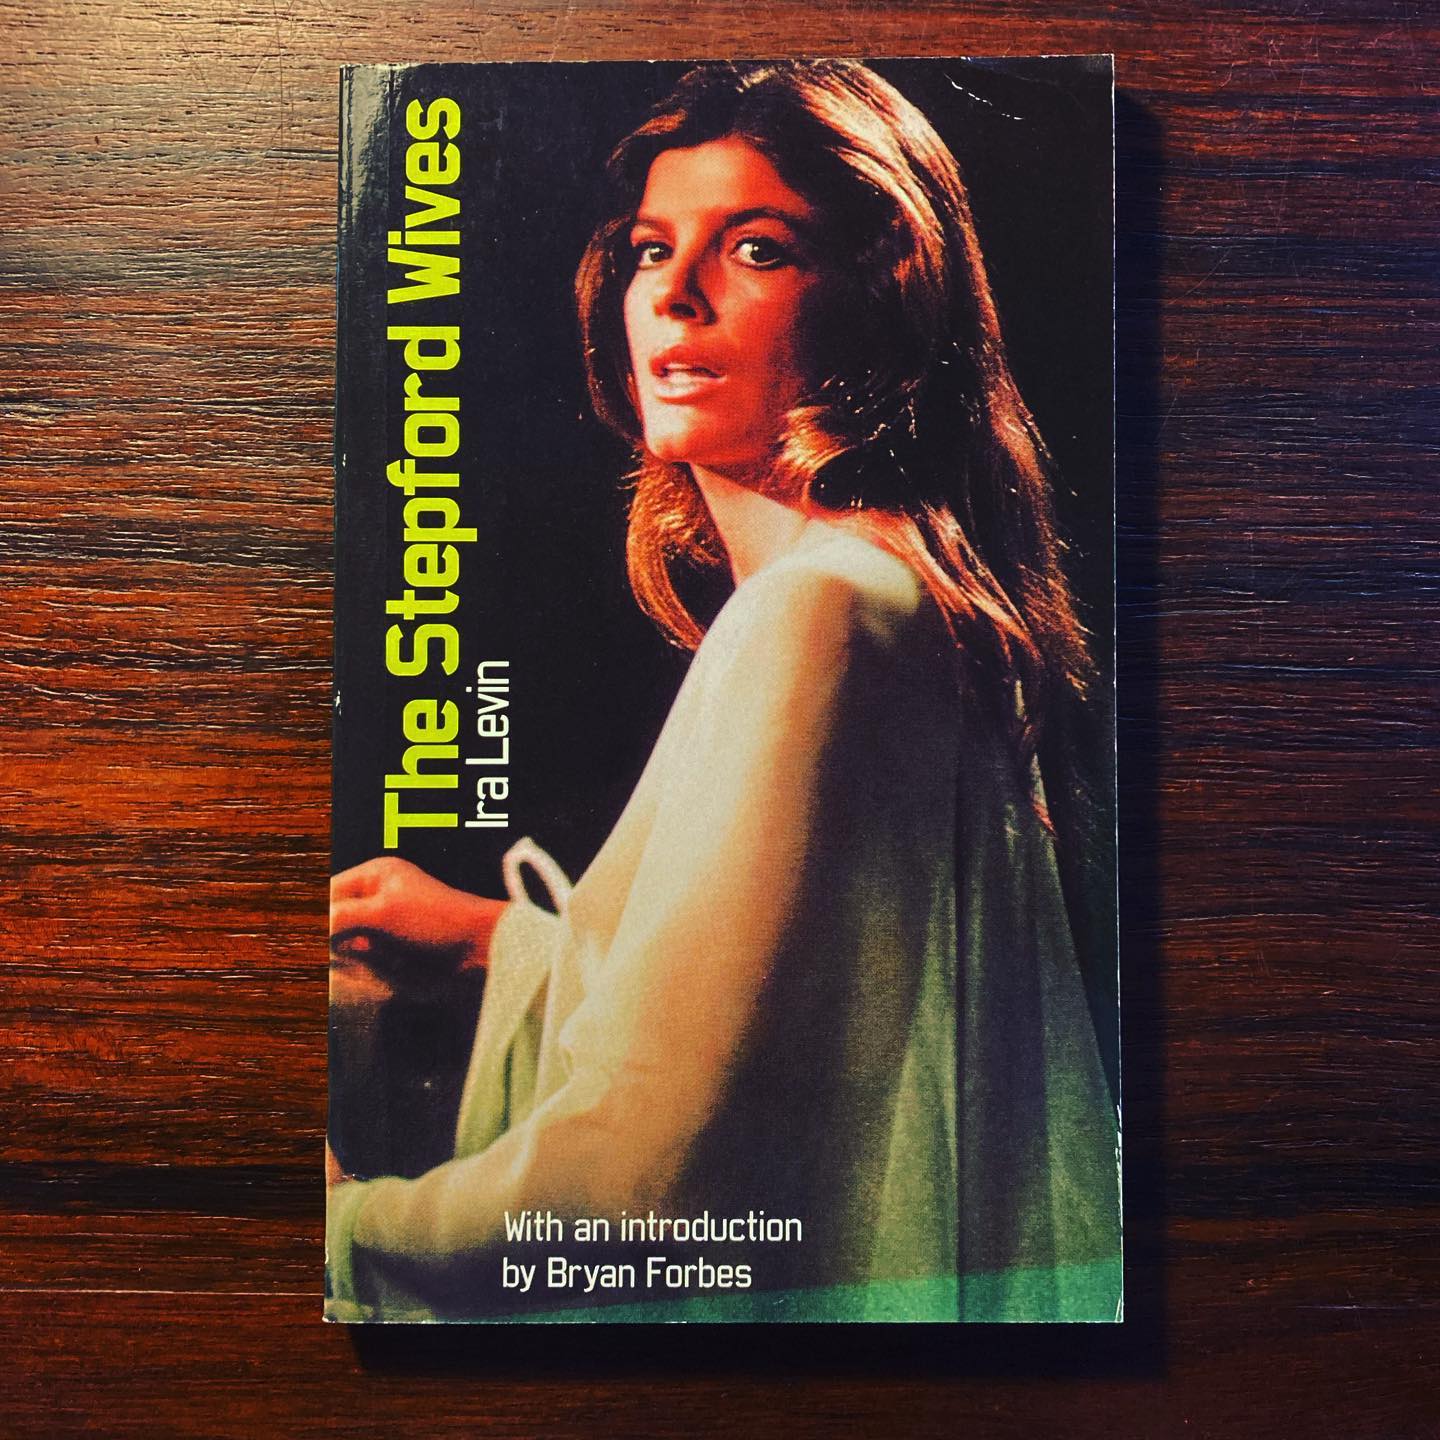 The Stepford Wives
Ira Levin
With an introduction
by Bryan Forbes